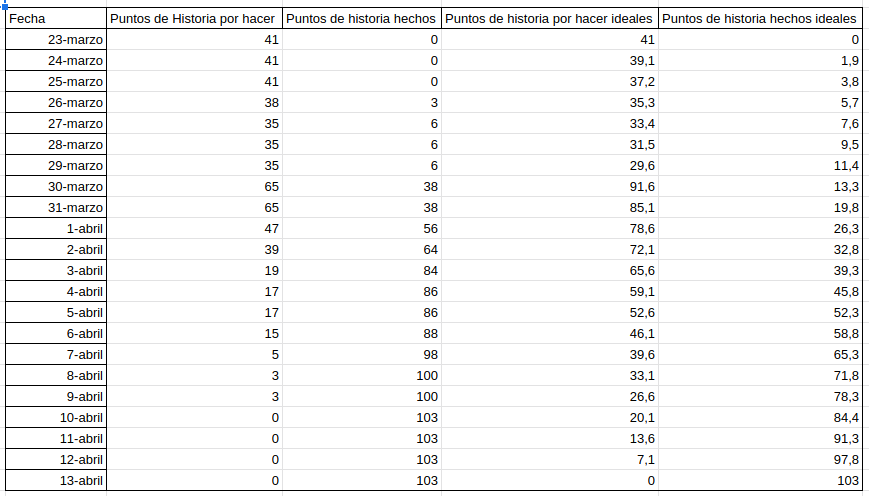 Fecha Puntos de Historia por hacer Puntos de historia hechos Puntos de historia por hacer ideales Puntos de historia hechos ideales
23-marzo 41 0 41 0
24-marzo 41 0 39,1 1,9
25-marzo 41 0 37,2 3,8
26-marzo 38 3 35,3 5,7
27-marzo 35 6 33,4 7,6
28-marzo 35 6 31,5 9,5
29-marzo 35 6 29,6 11,4
30-marzo 65 38 91,6 13,3
31-marzo 65 38 85,1 19,8
1-abril 47 56 78,6 26,3
2-abril 39 64 72,1 32,8
3-abril 19 84 65,6 39,3
4-abril 17 86 59,1 45,8
5-abril 17 86 52,6 52,3
6-abril 15 88 46,1 58,8
7-abril 5 98 39,6 65,3
8-abril 3 100 33,1 71,8
9-abril 3 100 26,6 78,3
10-abril 0 103 20,1 84,4
11-abril 0 103 13,6 91,3
12-abril 0 103 7,1 97,8
13-abril 0 103 0 103